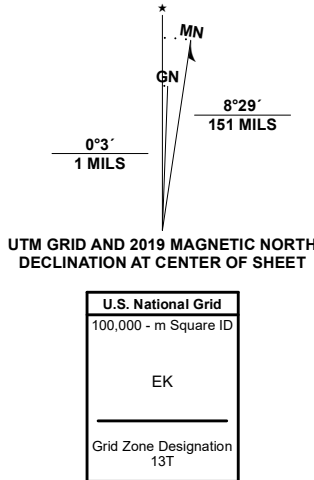 ★
MN
GN
8°29´
151 MILS
0°3´
1 MILS
UTM GRID AND 2019 MAGNETIC NORTH
DECLINATION AT CENTER OF SHEET
U.S. National Grid
100,000 - m Square ID
EK
Grid Zone Designation
13T